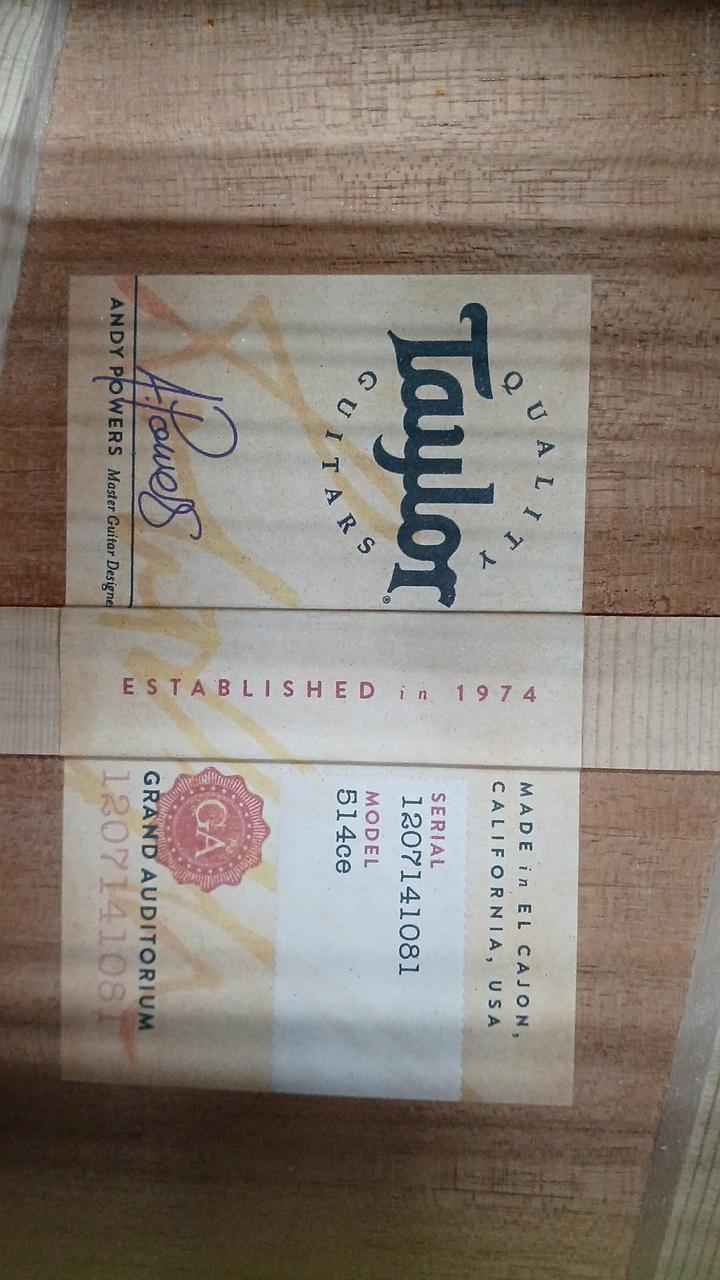 QUALITY
Taylor®
GUITARS
A. Powers
ANDY POWERS Master Guitar Designe
ESTABLISHED in 1974
MADE in EL CAJON,
CALIFORNIA, USA
SERIAL
1207141081
MODEL
514ce
GA
GRAND AUDITORIUM
1207141081